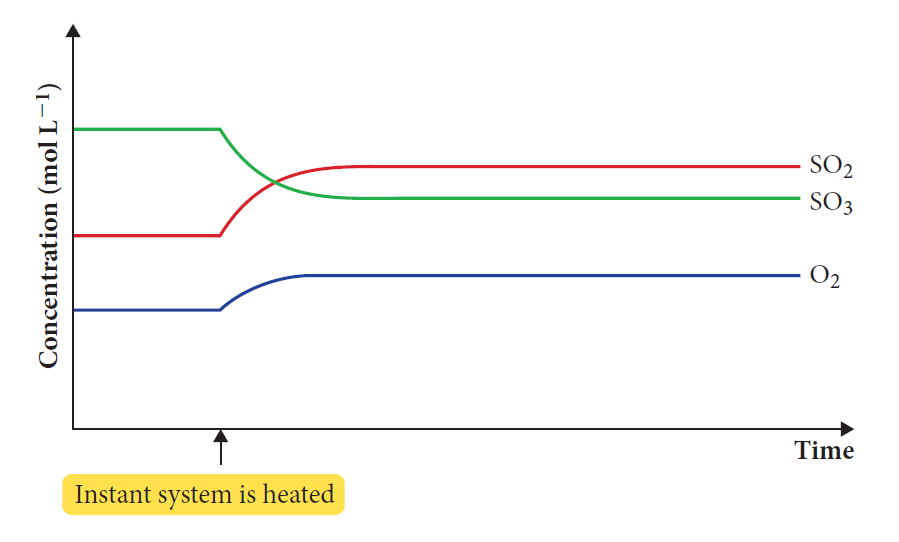 Concentration (mol L⁻¹)
SO₂
SO₃
O₂
Time
Instant system is heated